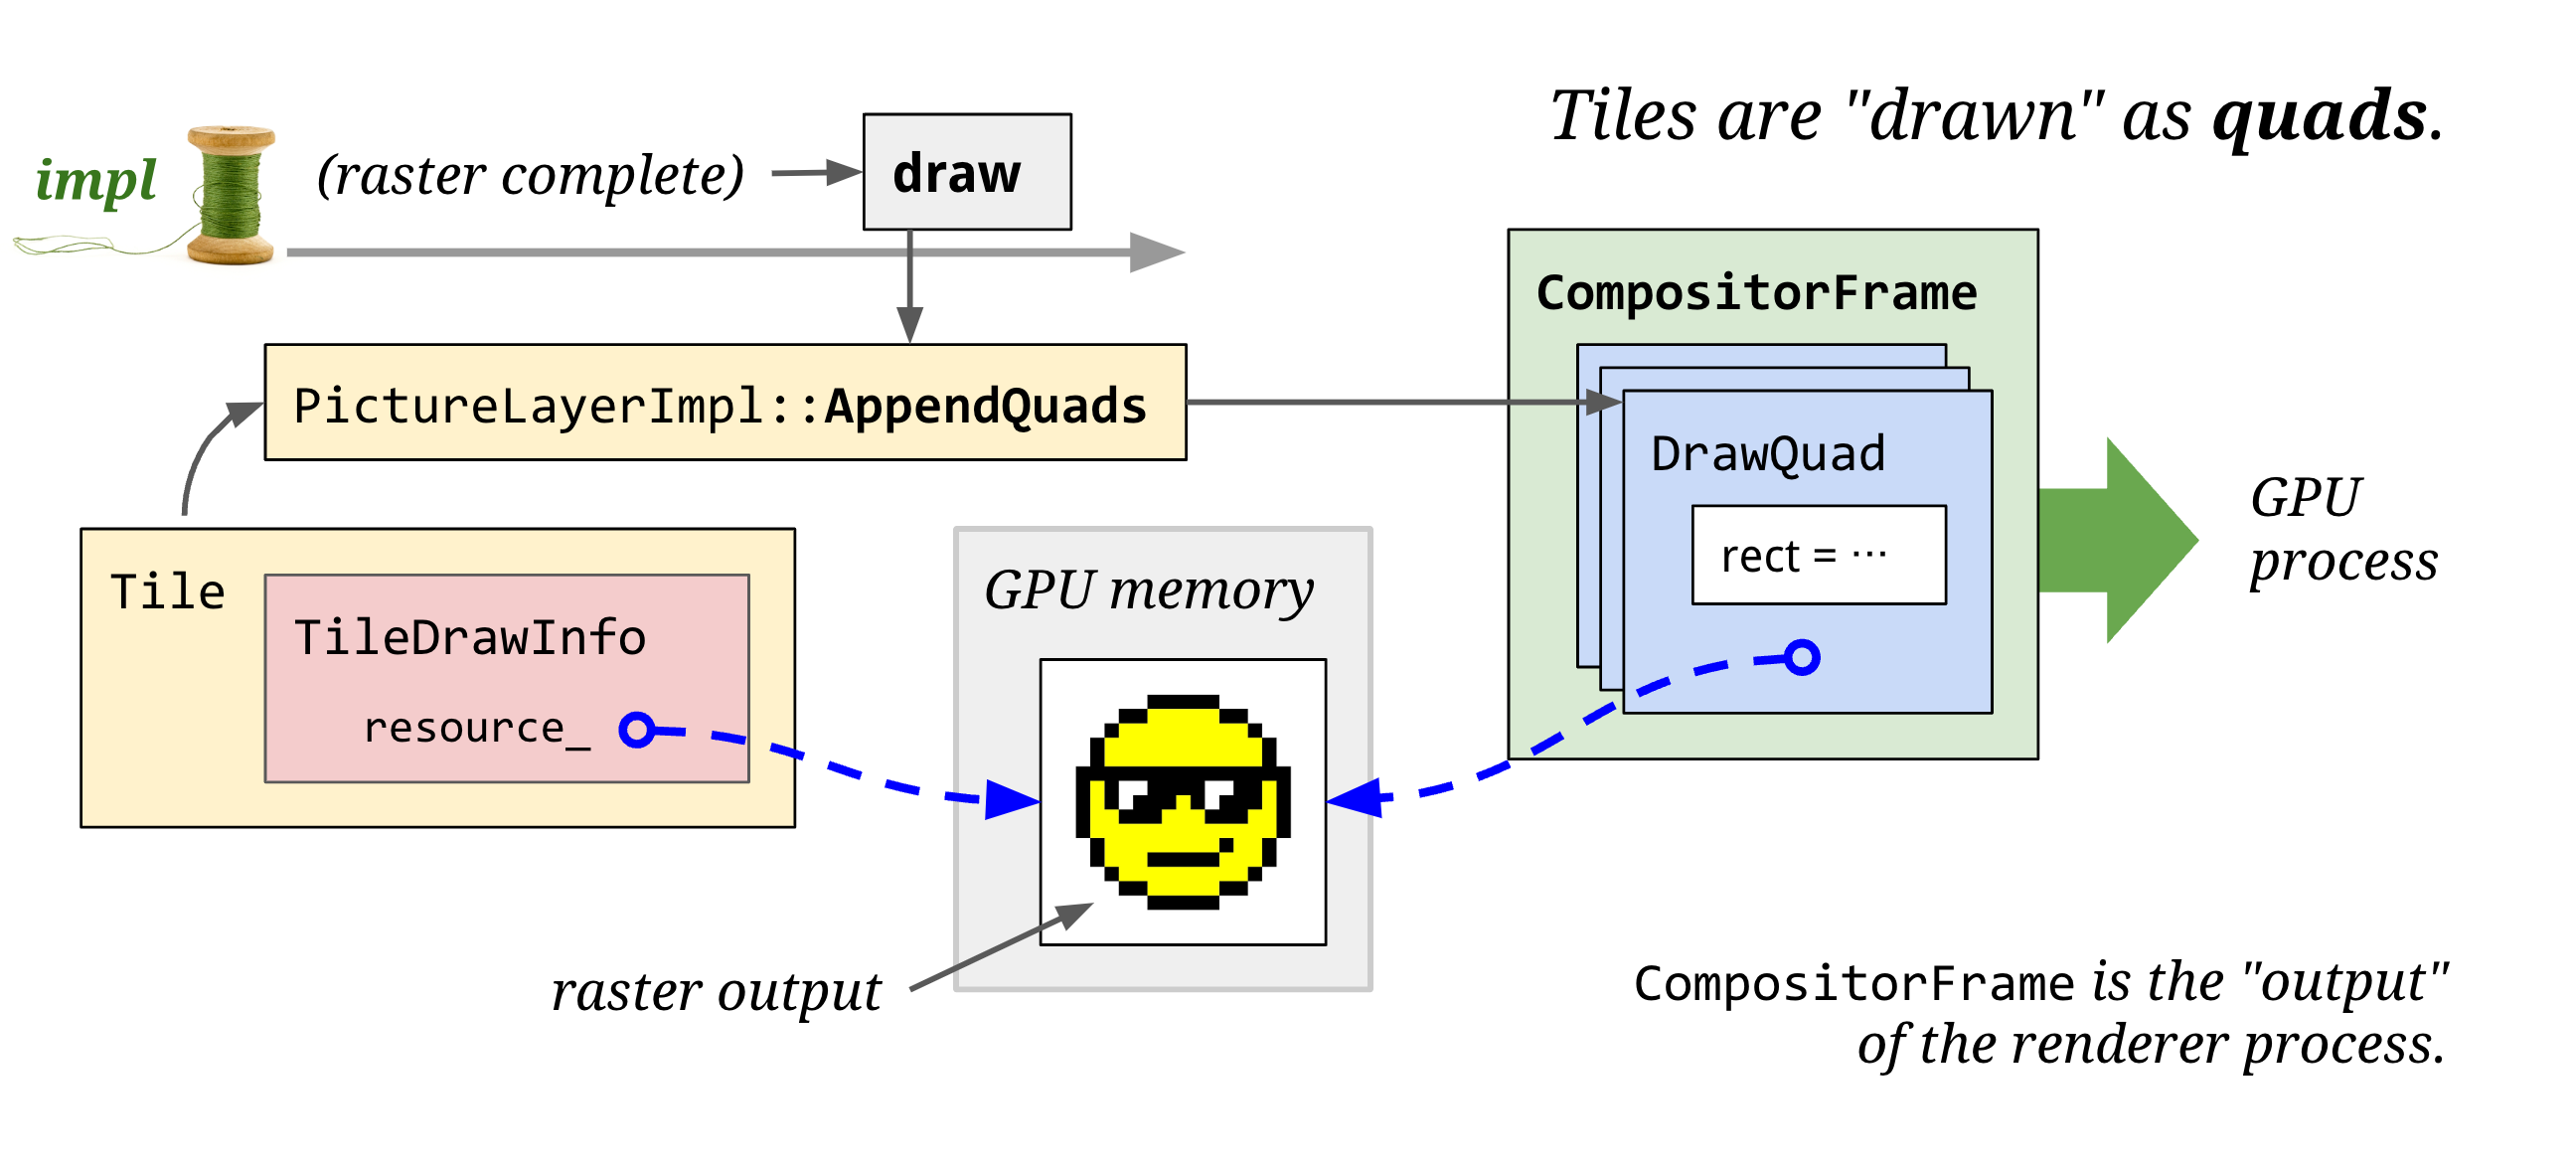 Tiles are "drawn" as quads.
impl
(raster complete)
draw
PictureLayerImpl::AppendQuads
Tile
TileDrawInfo
resource_
GPU memory
raster output
CompositorFrame
DrawQuad
rect = ⋯
GPU
process
CompositorFrame is the "output"
of the renderer process.